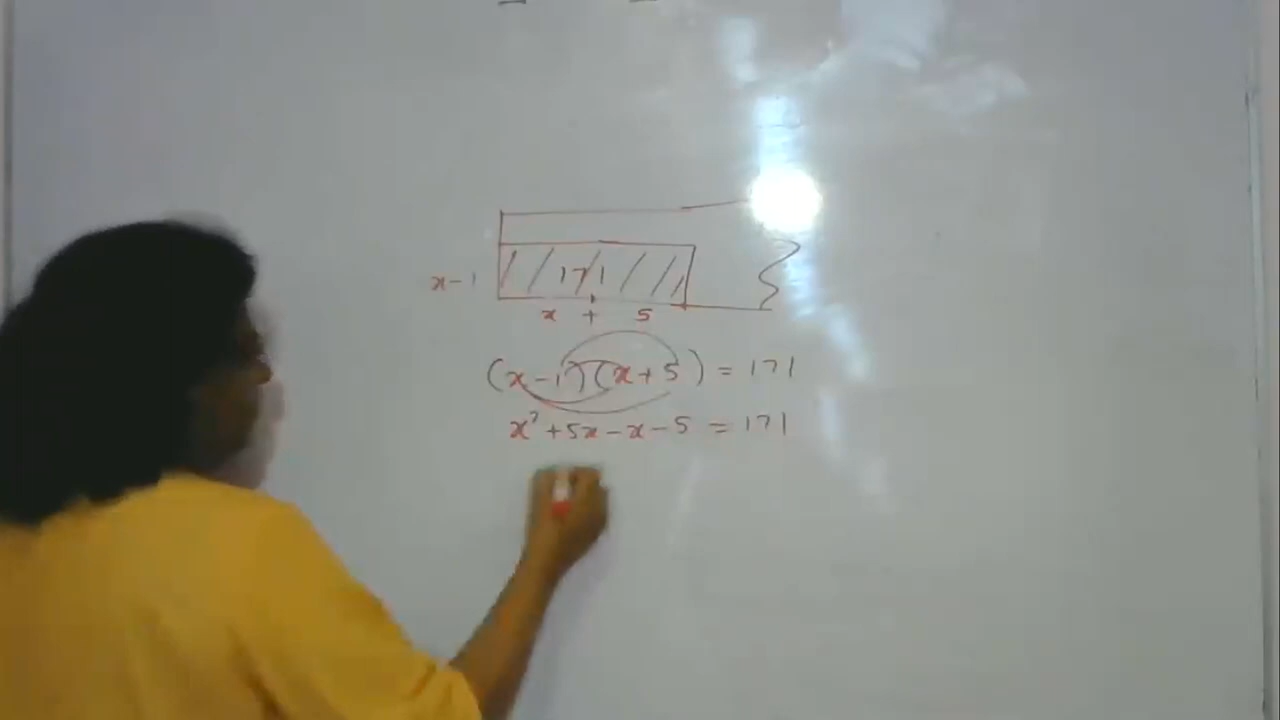 171
x-1
x + 5
(x-1)(x+5) = 171
x² + 5x - x - 5 = 171